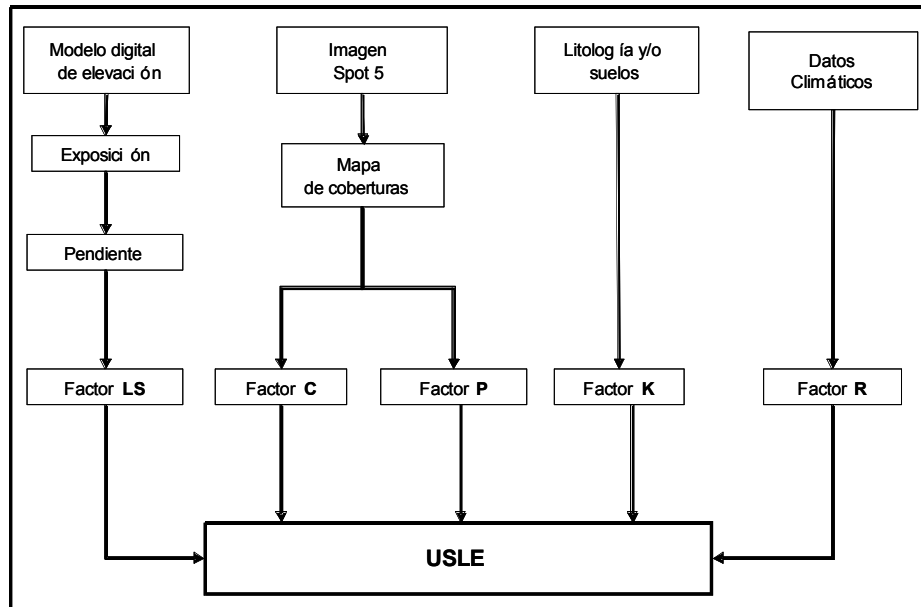 Modelo digital
de elevación
Imagen
Spot 5
Litología y/o
suelos
Datos
Climáticos
Exposición
Mapa
de coberturas
Pendiente
Factor LS
Factor C
Factor P
Factor K
Factor R
USLE